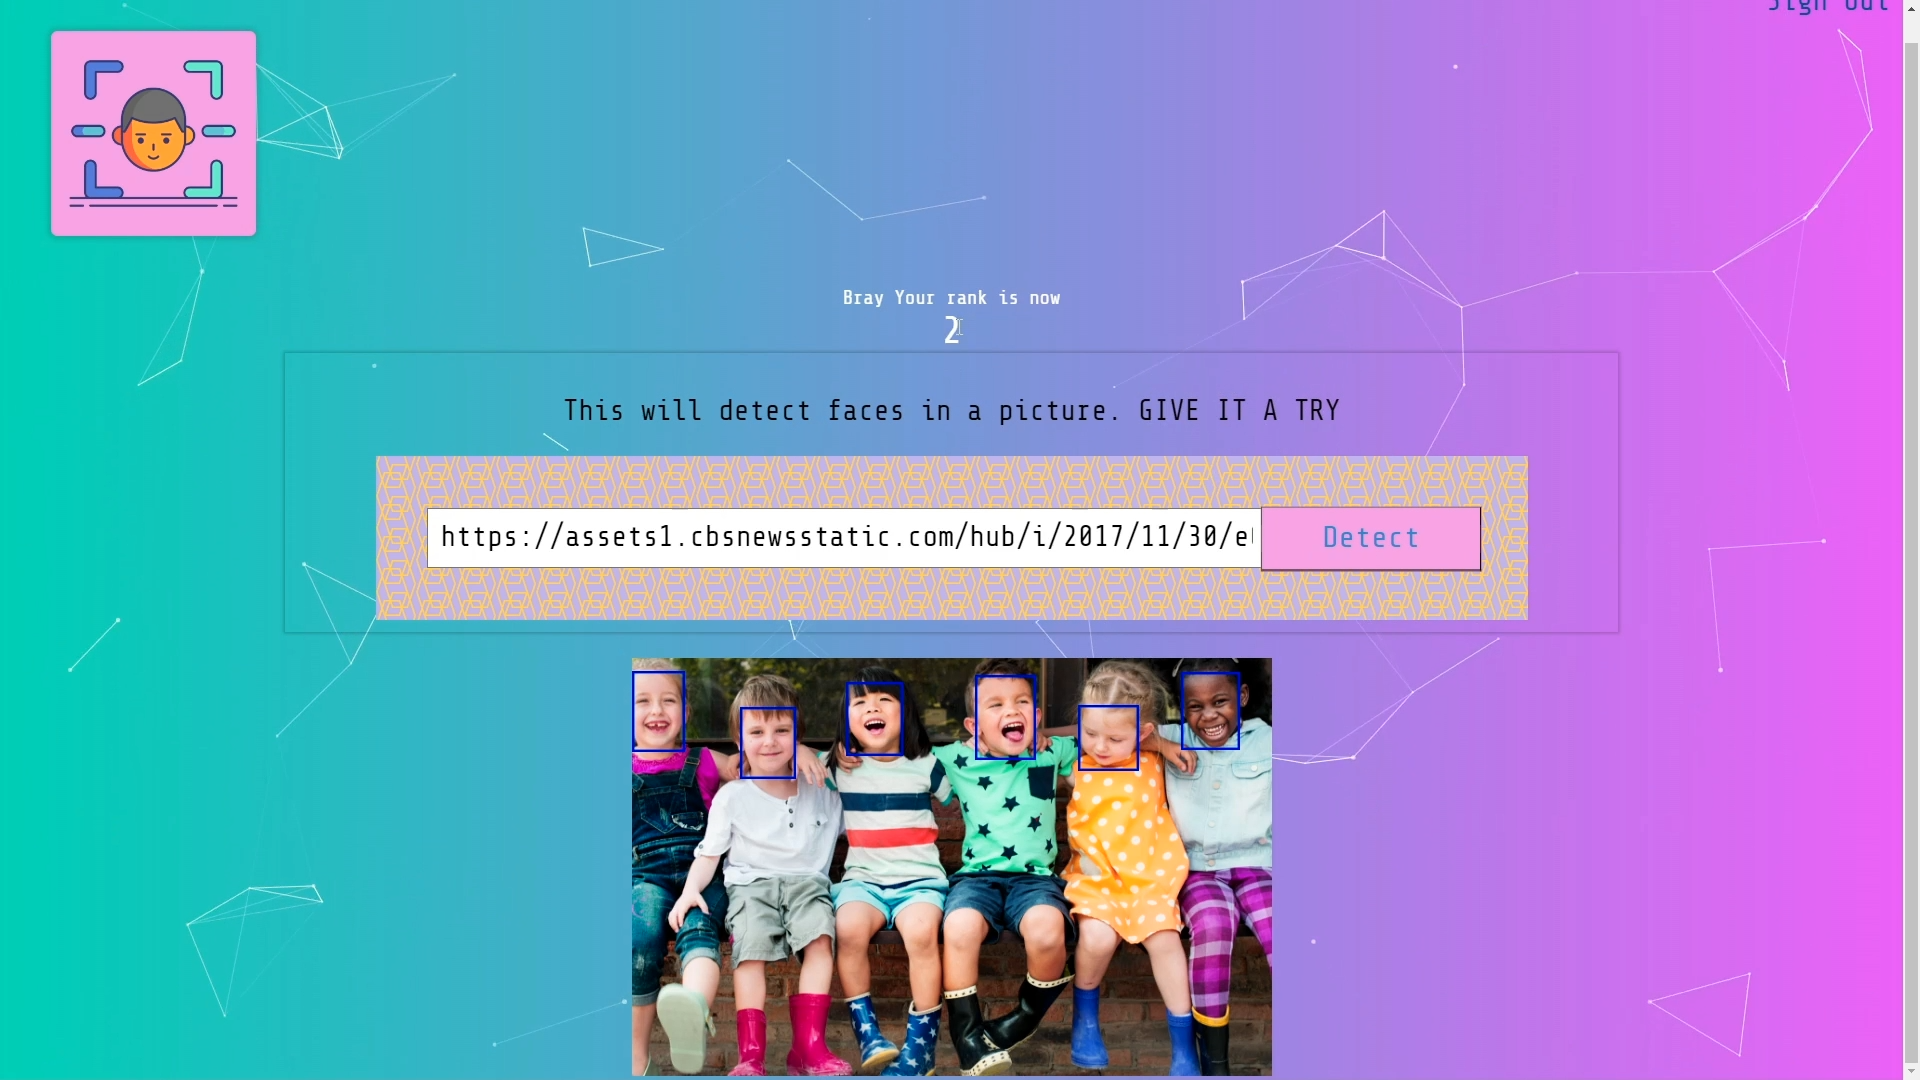 Sign Out
Bray Your rank is now
2
This will detect faces in a picture. GIVE IT A TRY
https://assets1.cbsnewsstatic.com/hub/i/2017/11/30/e
Detect